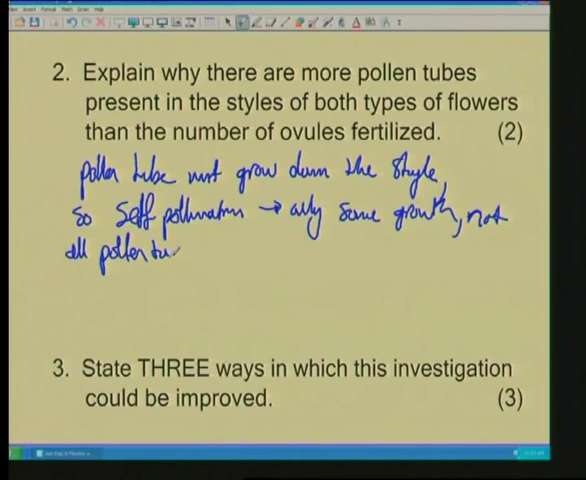 2. Explain why there are more pollen tubes
present in the styles of both types of flowers
than the number of ovules fertilized. (2)
pollen tube must grow down the style,
so self pollination → only some growth, not
all pollen tu
3. State THREE ways in which this investigation
could be improved. (3)